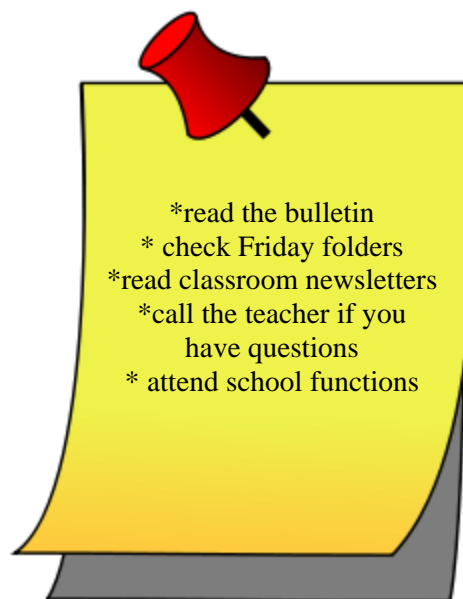 *read the bulletin
* check Friday folders
*read classroom newsletters
*call the teacher if you
have questions
* attend school functions